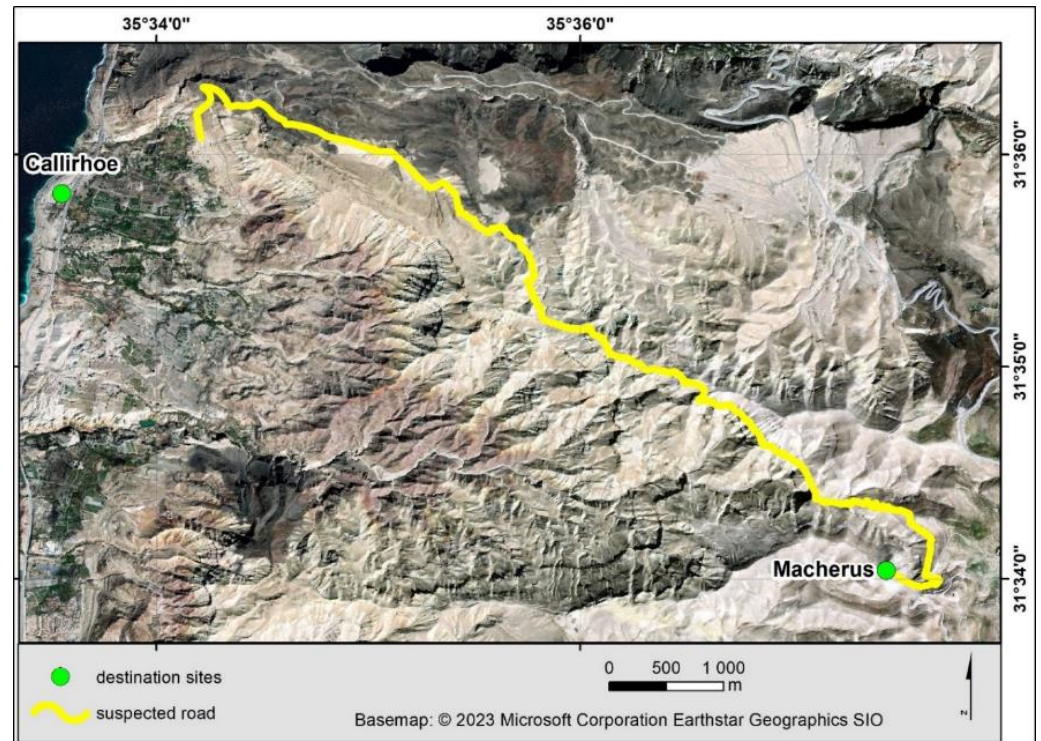 35°34'0"
35°36'0"
Callirhoe
31°36'0"
31°35'0"
Macherus
31°34'0"
destination sites
suspected road
0 500 1 000
m
Basemap: © 2023 Microsoft Corporation Earthstar Geographics SIO
z